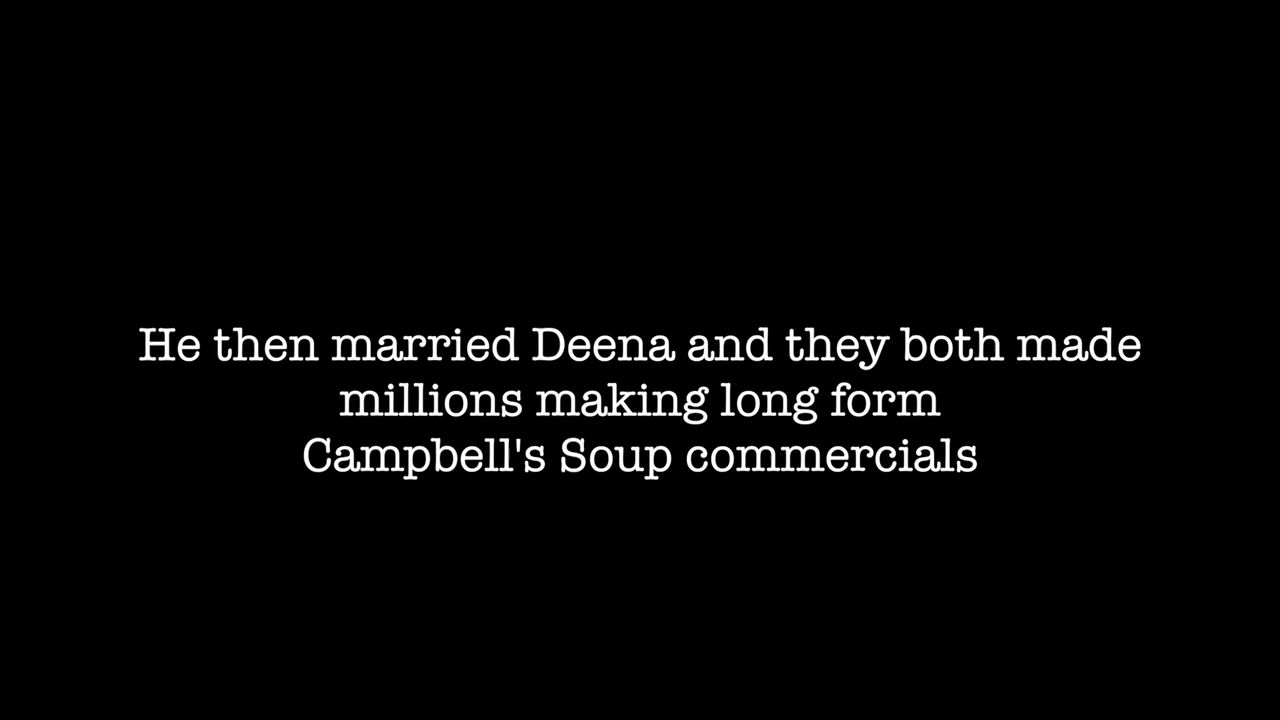 He then married Deena and they both made
millions making long form
Campbell's Soup commercials